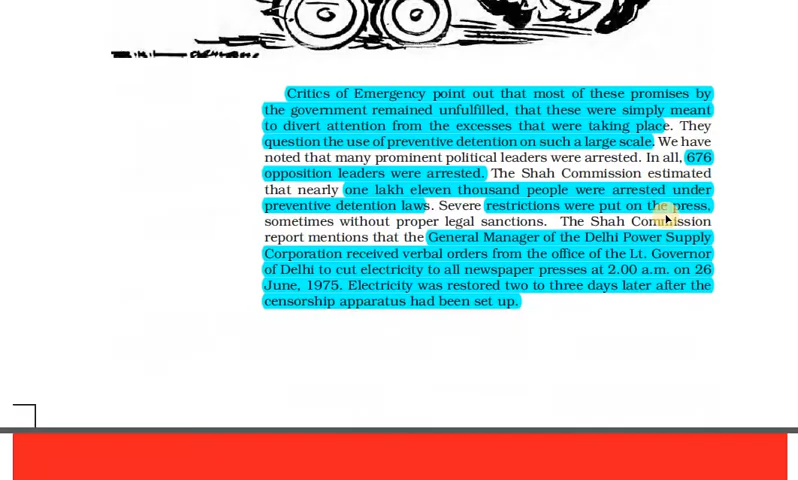 Critics of Emergency point out that most of these promises by
the government remained unfulfilled, that these were simply meant
to divert attention from the excesses that were taking place. They
question the use of preventive detention on such a large scale. We have
noted that many prominent political leaders were arrested. In all, 676
opposition leaders were arrested. The Shah Commission estimated
that nearly one lakh eleven thousand people were arrested under
preventive detention laws. Severe restrictions were put on the press,
sometimes without proper legal sanctions. The Shah Commission
report mentions that the General Manager of the Delhi Power Supply
Corporation received verbal orders from the office of the Lt. Governor
of Delhi to cut electricity to all newspaper presses at 2.00 a.m. on 26
June, 1975. Electricity was restored two to three days later after the
censorship apparatus had been set up.